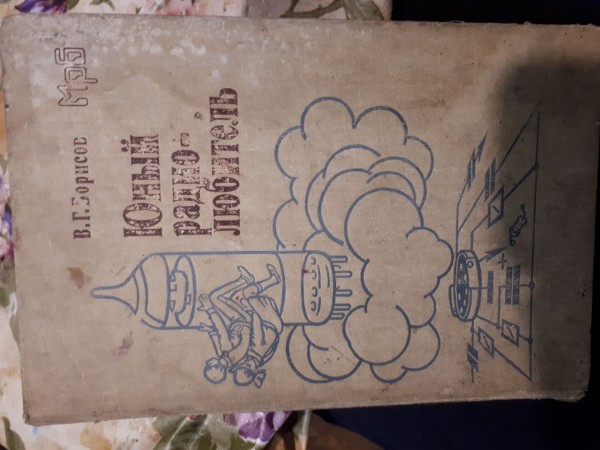 В.Г. Борисов
МРБ
Юный
радио-
любитель